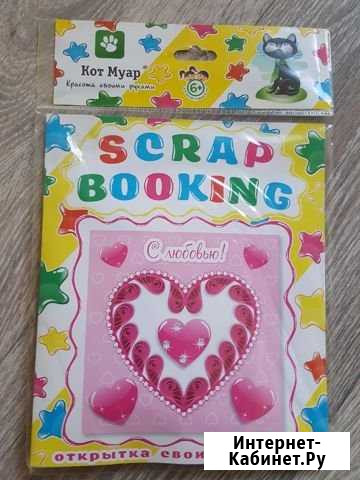 Кот Муар®
Красота своими руками
6+
SCRAP
BOOKING
С любовью!
открытка свои
Интернет-
Кабинет.Ру